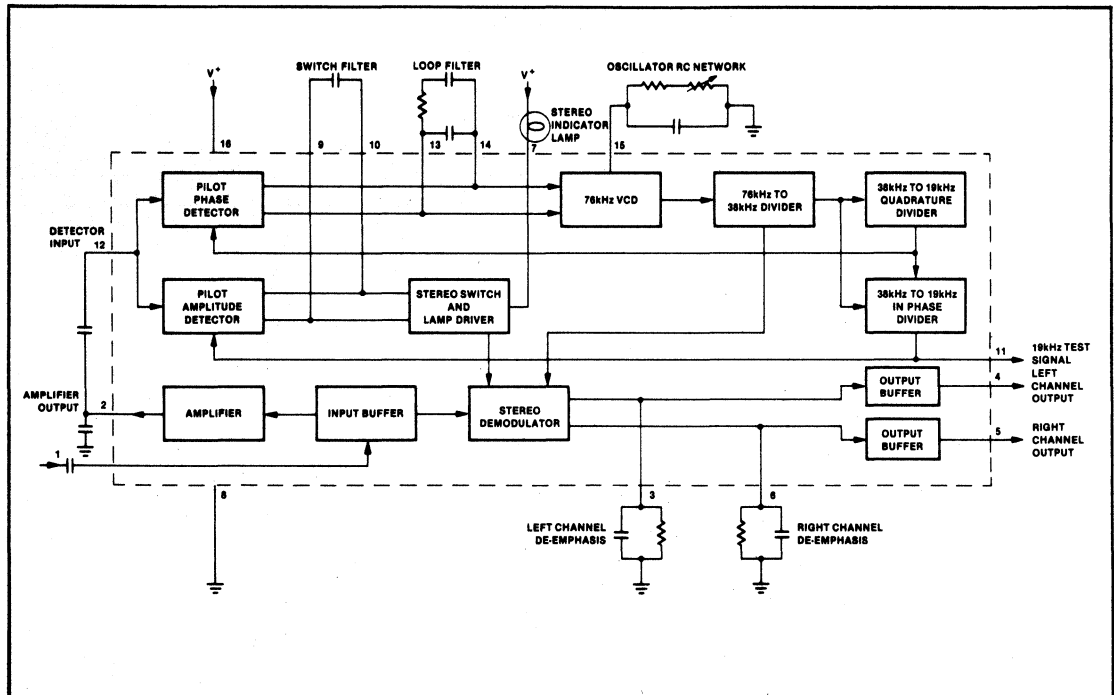 SWITCH FILTER
LOOP FILTER
OSCILLATOR RC NETWORK
V+
V+
STEREO
INDICATOR
LAMP
16
9
10
13
14
7
15
PILOT
PHASE
DETECTOR
76kHz VCD
76kHz TO
38kHz DIVIDER
38kHz TO 19kHz
QUADRATURE
DIVIDER
DETECTOR
INPUT
12
PILOT
AMPLITUDE
DETECTOR
STEREO SWITCH
AND
LAMP DRIVER
38kHz TO 19kHz
IN PHASE
DIVIDER
11
19kHz TEST
SIGNAL
LEFT
CHANNEL
OUTPUT
4
AMPLIFIER
OUTPUT
2
AMPLIFIER
INPUT BUFFER
STEREO
DEMODULATOR
OUTPUT
BUFFER
OUTPUT
BUFFER
5
RIGHT
CHANNEL
OUTPUT
1
8
3
6
LEFT CHANNEL
DE-EMPHASIS
RIGHT CHANNEL
DE-EMPHASIS